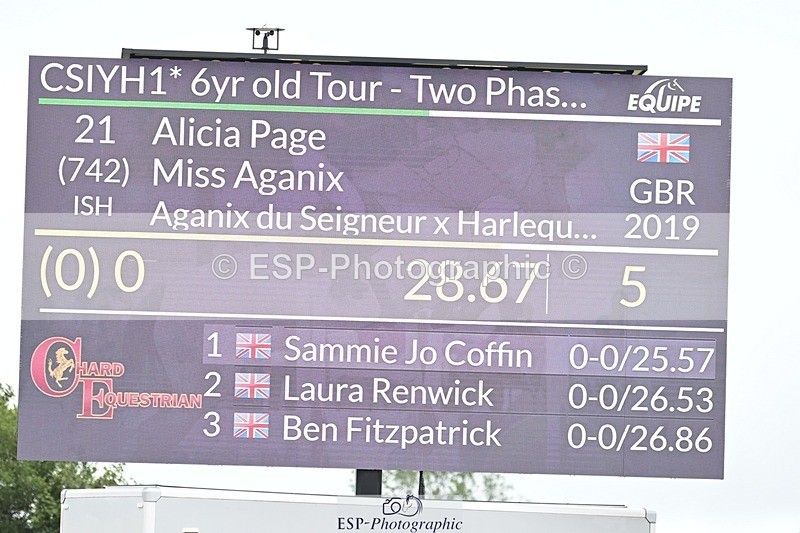 CSIYH1* 6yr old Tour - Two Phas...
EQUIPE
21 Alicia Page
(742) Miss Aganix GBR
ISH Aganix du Seigneur x Harlequ... 2019
(0) 0 28.67 5
© ESP-Photographic ©
1 Sammie Jo Coffin 0-0/25.57
2 Laura Renwick 0-0/26.53
3 Ben Fitzpatrick 0-0/26.86
CHARD
EQUESTRIAN
ESP-Photographic